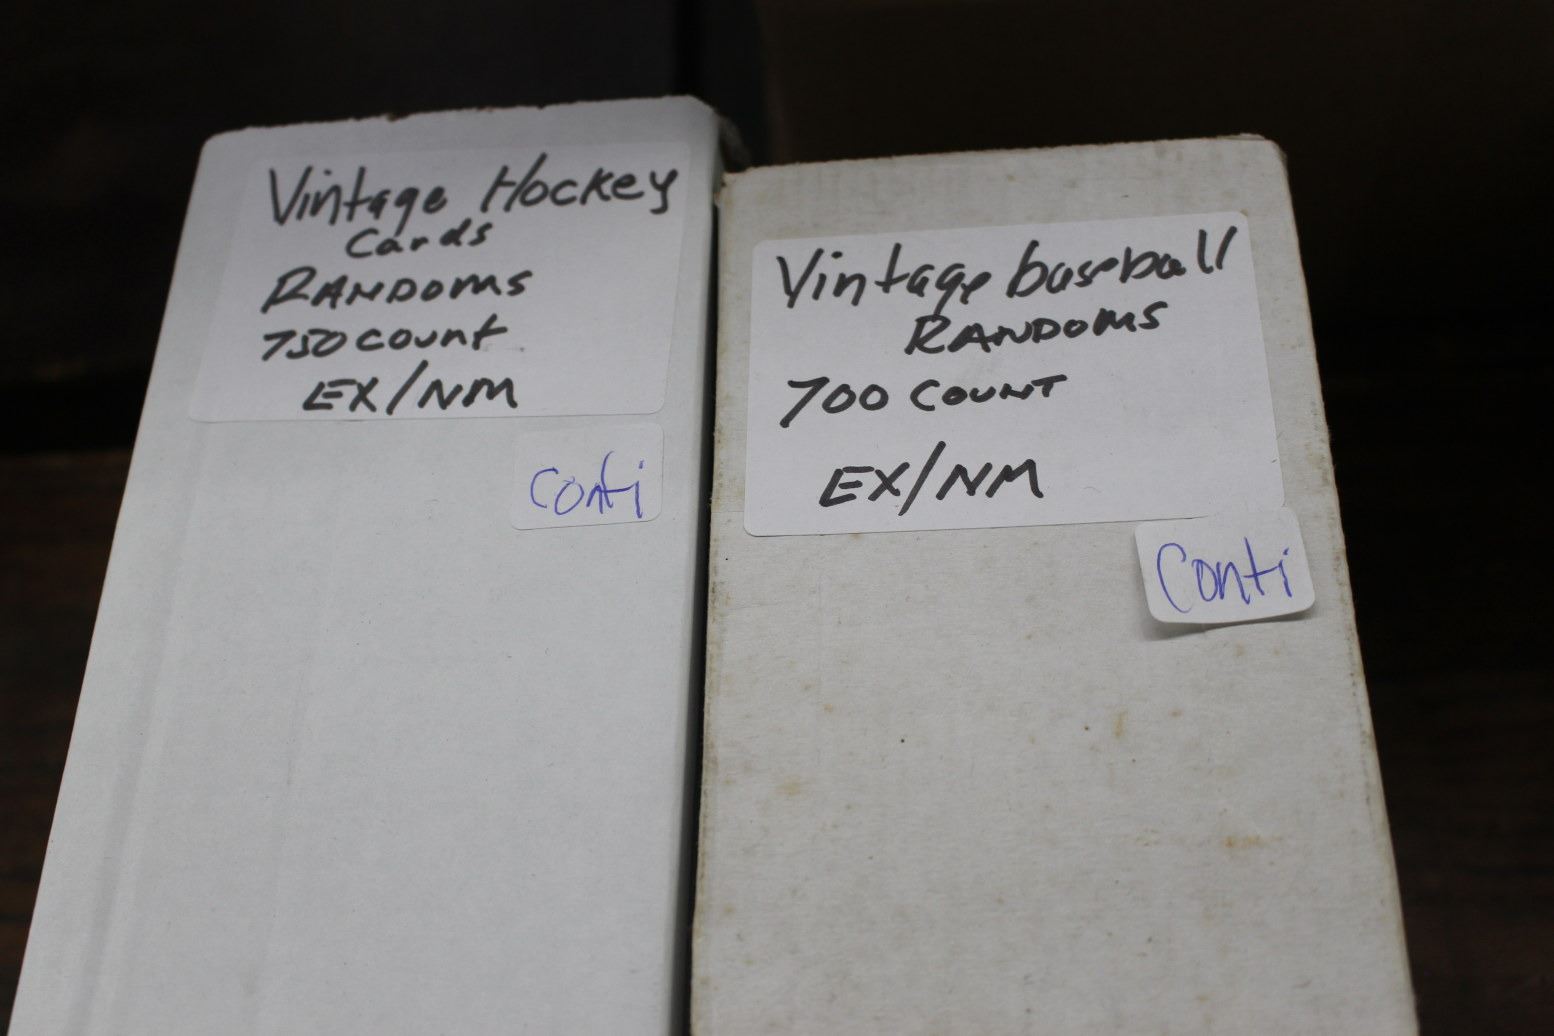 Vintage Hockey
Cards
RANDOMS
750 count
EX/NM
Conti
Vintage baseball
RANDOMS
700 COUNT
EX/NM
Conti